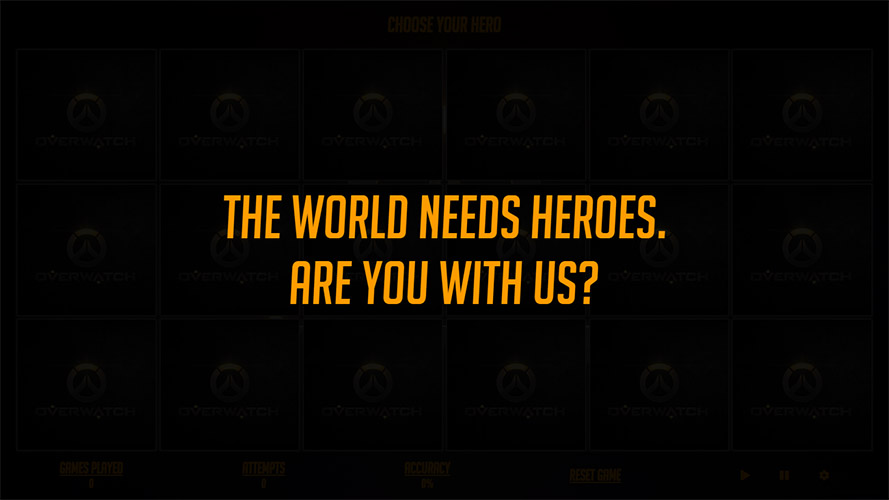 CHOOSE YOUR HERO
OVERWATCH OVERWATCH OVERWATCH OVERWATCH OVERWATCH OVERWATCH
THE WORLD NEEDS HEROES.
OVERWATCH OVERWATCH OVERWATCH OVERWATCH OVERWATCH OVERWATCH
ARE YOU WITH US?
OVERWATCH OVERWATCH OVERWATCH OVERWATCH OVERWATCH OVERWATCH
GAMES PLAYED ATTEMPTS ACCURACY RESET GAME
0 0 0%